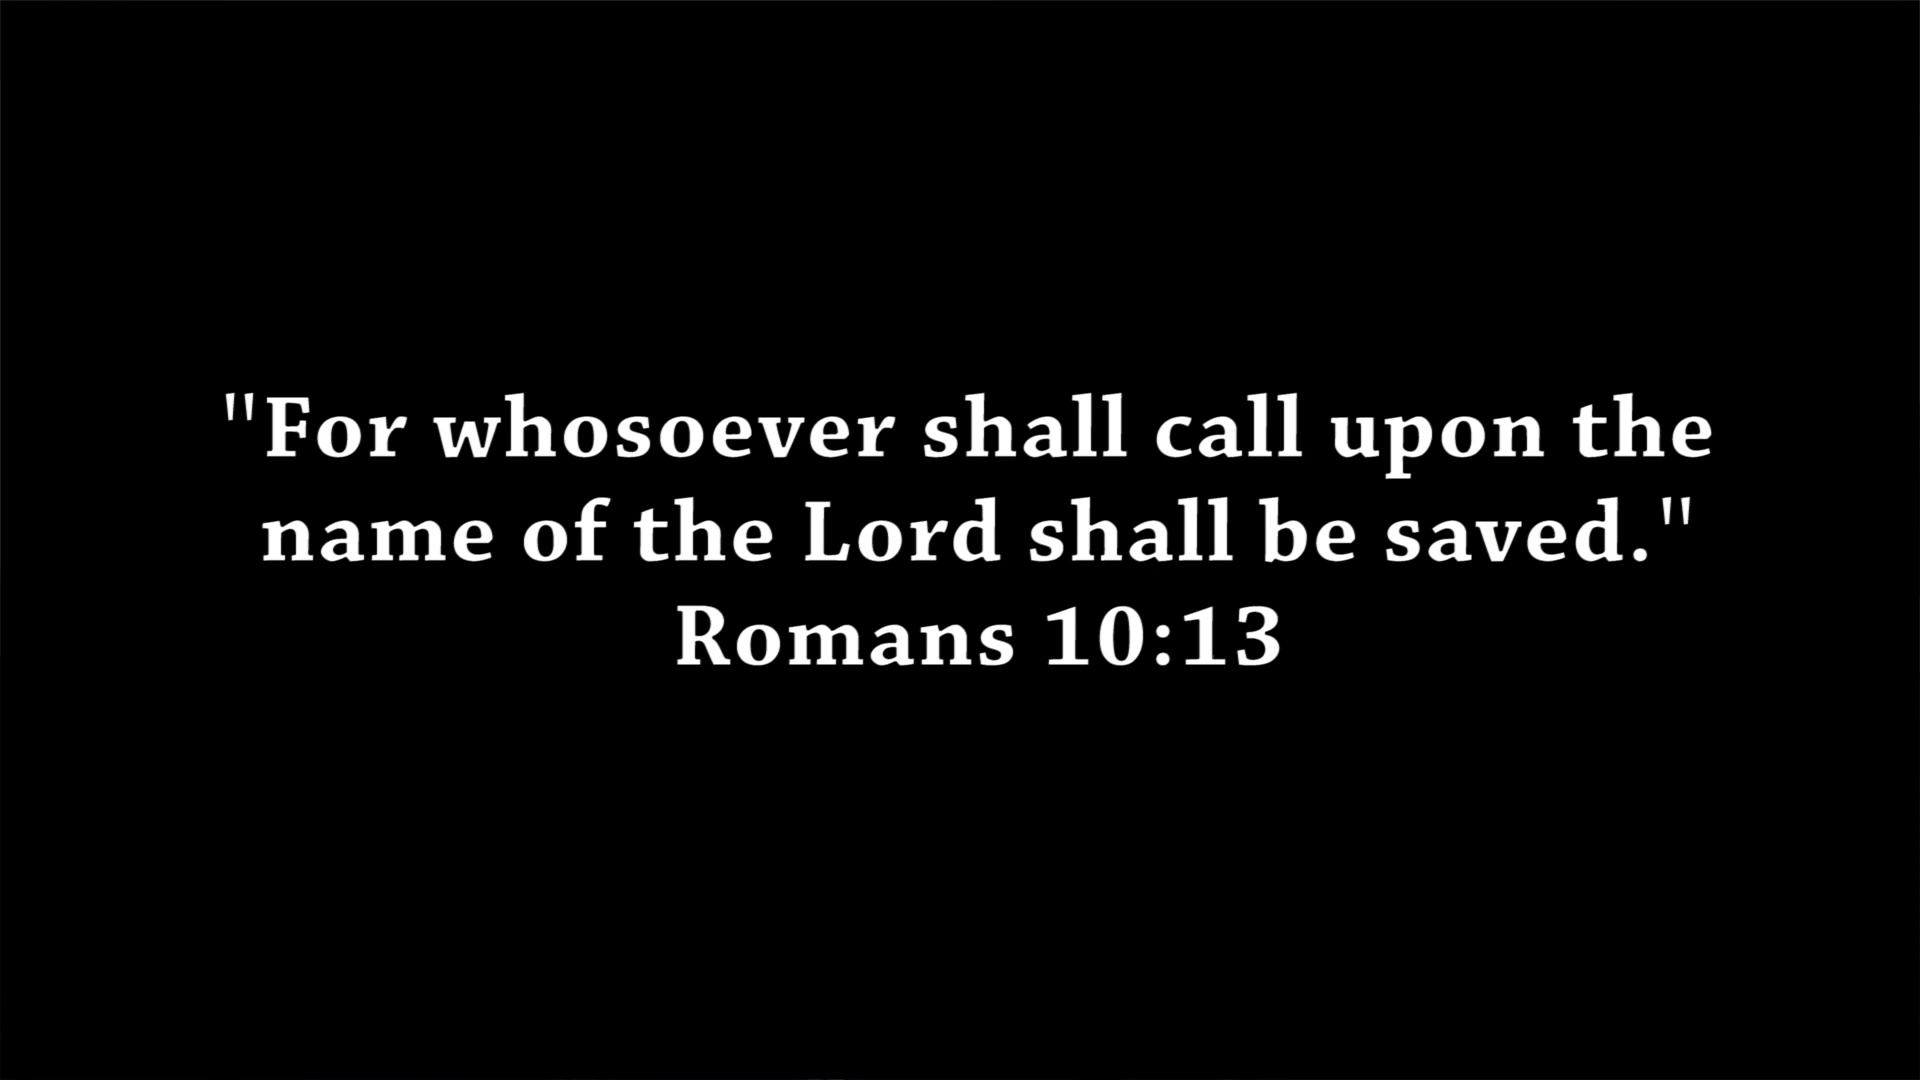 "For whosoever shall call upon the
name of the Lord shall be saved."
Romans 10:13